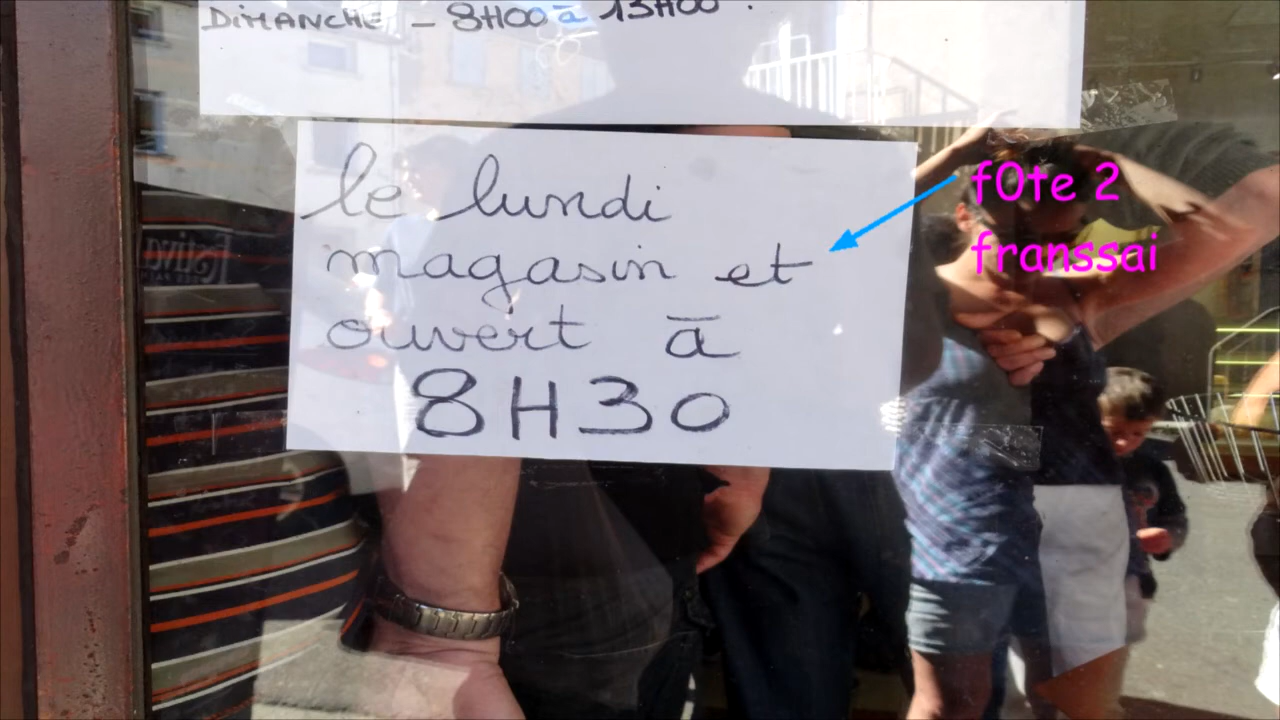 DIMANCHE - 8H00 à 13H00.
le lundi
magasin et
ouvert à
8H30
f0te 2
franssai